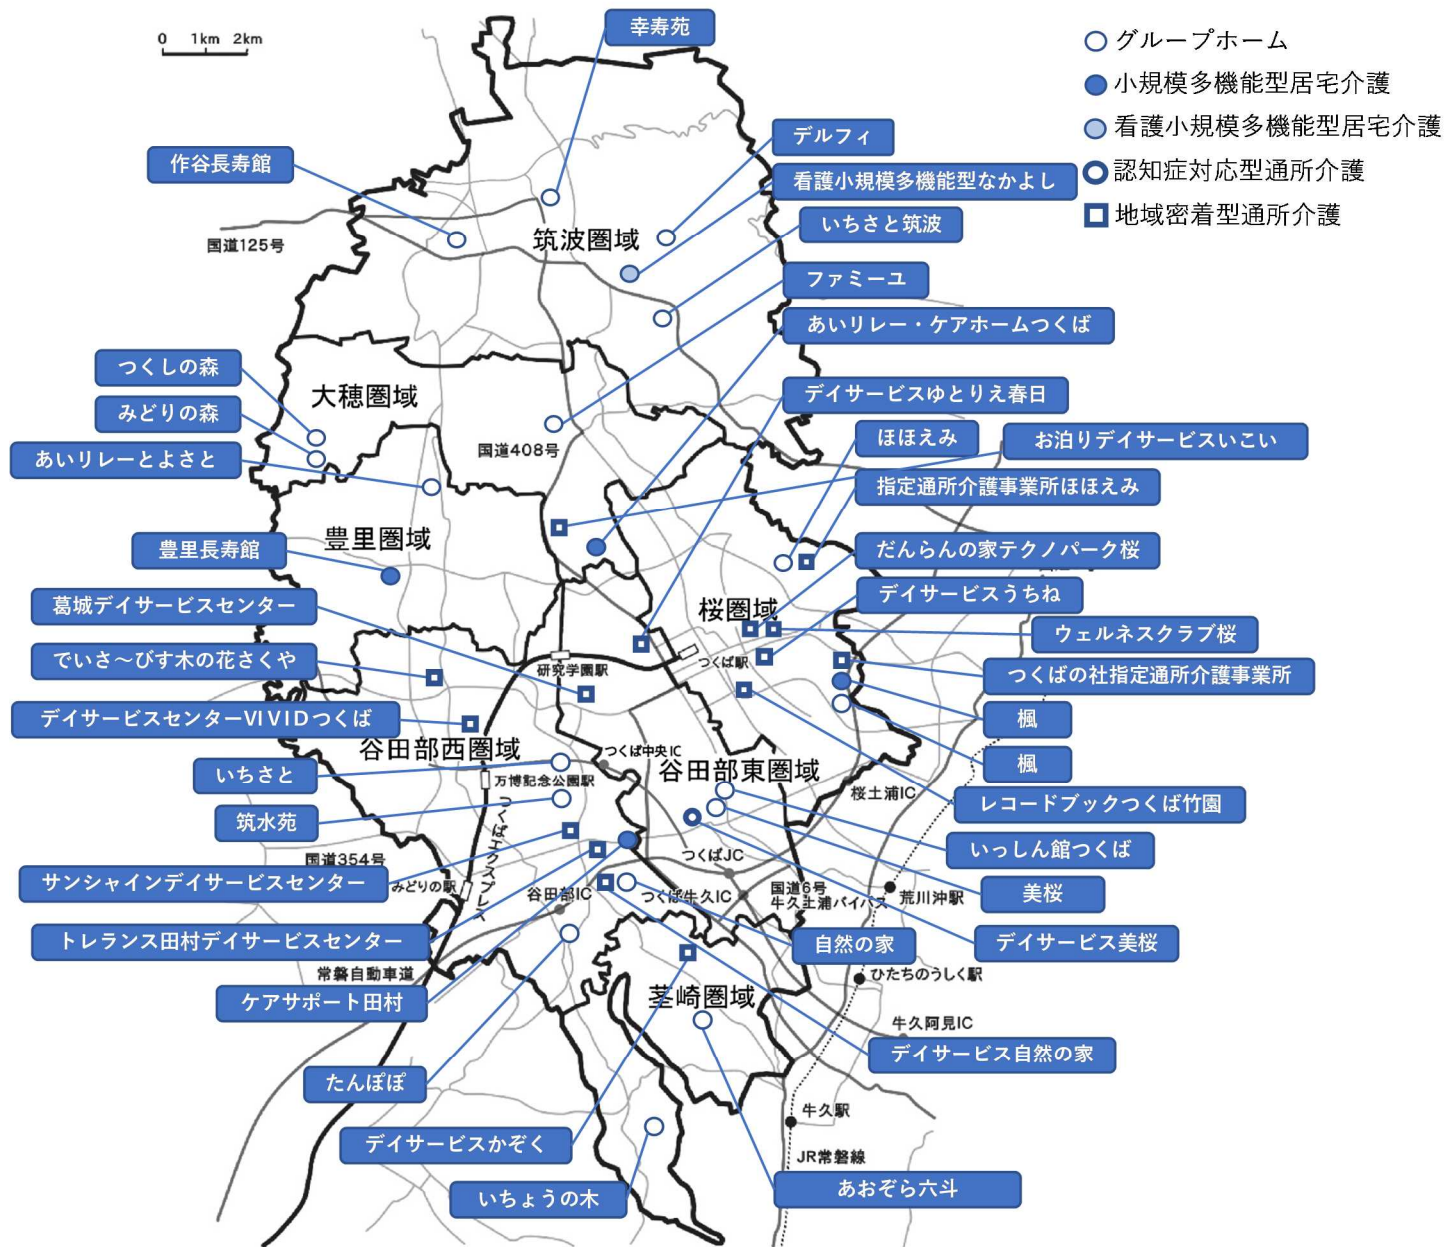 0 1km 2km
幸寿苑
グループホーム
小規模多機能型居宅介護
看護小規模多機能型居宅介護
認知症対応型通所介護
地域密着型通所介護
デルフィ
作谷長寿館
看護小規模多機能型なかよし
いちさと筑波
国道125号
筑波圏域
ファミーユ
あいリレー・ケアホームつくば
つくしの森
大穂圏域
デイサービスゆとりえ春日
みどりの森
ほほえみ
お泊りデイサービスいこい
国道408号
あいリレーとよさと
指定通所介護事業所ほほえみ
豊里圏域
豊里長寿館
だんらんの家テクノパーク桜
デイサービスうちね
葛城デイサービスセンター
桜圏域
ウェルネスクラブ桜
でいさ～びす木の花さくや
研究学園駅
つくば駅
つくばの社指定通所介護事業所
デイサービスセンターVIVIDつくば
楓
谷田部西圏域
つくば中央IC
谷田部東圏域
楓
いちさと
万博記念公園駅
桜土浦IC
レコードブックつくば竹園
筑水苑
つくばエクスプレス
いっしん館つくば
国道354号
つくばJC
サンシャインデイサービスセンター
みどりの駅
谷田部IC
つくば牛久IC
国道6号
牛久土浦バイパス
荒川沖駅
美桜
トレランス田村デイサービスセンター
自然の家
デイサービス美桜
常磐自動車道
ひたちのうしく駅
ケアサポート田村
茎崎圏域
牛久阿見IC
デイサービス自然の家
たんぽぽ
牛久駅
デイサービスかぞく
JR常磐線
いちょうの木
あおぞら六斗